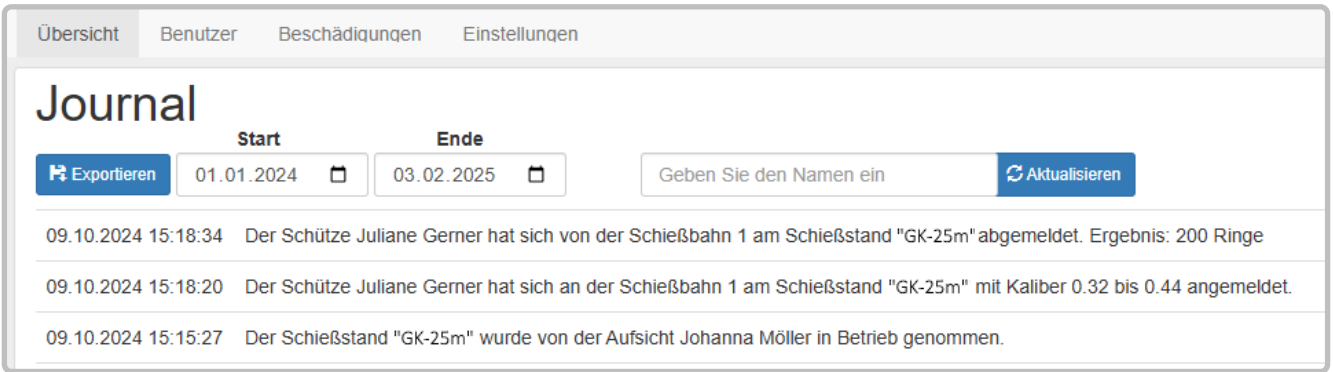 Übersicht Benutzer Beschädigungen Einstellungen
Journal
Start Ende
Exportieren 01.01.2024 03.02.2025 Geben Sie den Namen ein Aktualisieren
09.10.2024 15:18:34 Der Schütze Juliane Gerner hat sich von der Schießbahn 1 am Schießstand "GK-25m" abgemeldet. Ergebnis: 200 Ringe
09.10.2024 15:18:20 Der Schütze Juliane Gerner hat sich an der Schießbahn 1 am Schießstand "GK-25m" mit Kaliber 0.32 bis 0.44 angemeldet.
09.10.2024 15:15:27 Der Schießstand "GK-25m" wurde von der Aufsicht Johanna Möller in Betrieb genommen.